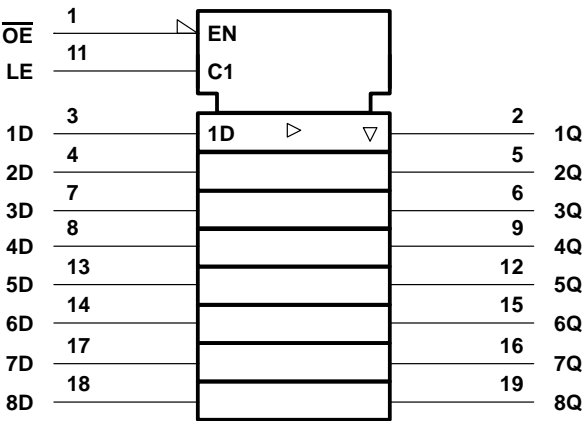 1
OE EN
11
LE C1
3 2
1D 1D 1Q
4 5
2D 2Q
7 6
3D 3Q
8 9
4D 4Q
13 12
5D 5Q
14 15
6D 6Q
17 16
7D 7Q
18 19
8D 8Q